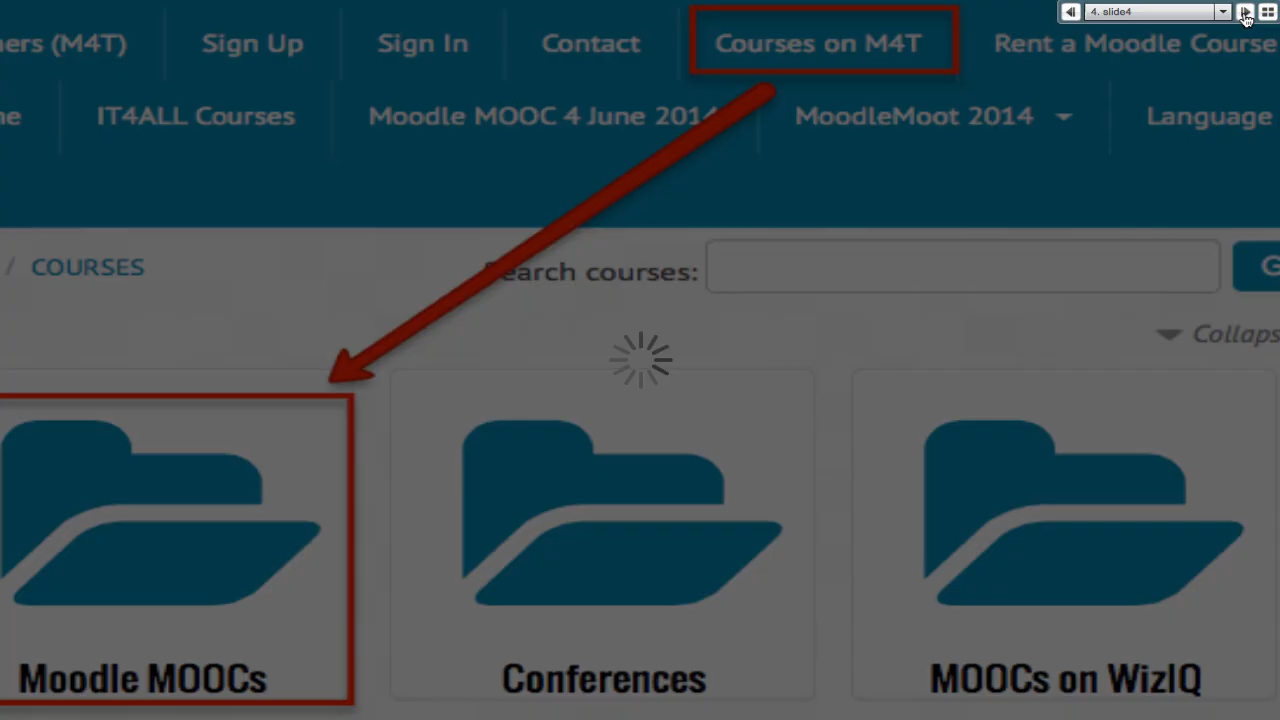 4. slide4
ners (M4T) Sign Up Sign In Contact Courses on M4T Rent a Moodle Course
ne IT4ALL Courses Moodle MOOC 4 June 2014 MoodleMoot 2014 Language
/ COURSES Search courses: G
Collaps
Moodle MOOCs Conferences MOOCs on WizIQ